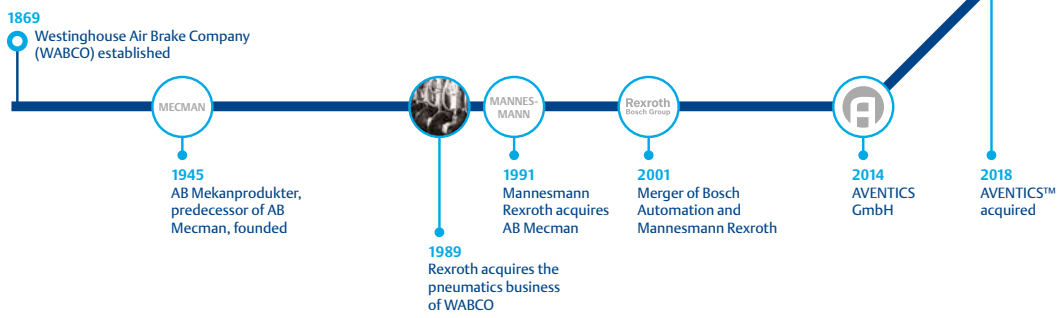 1869
Westinghouse Air Brake Company
(WABCO) established
MECMAN
1945
AB Mekanprodukter,
predecessor of AB
Mecman, founded
1989
Rexroth acquires the
pneumatics business
of WABCO
MANNES-
MANN
1991
Mannesmann
Rexroth acquires
AB Mecman
Rexroth
Bosch Group
2001
Merger of Bosch
Automation and
Mannesmann Rexroth
2014
AVENTICS
GmbH
2018
AVENTICS™
acquired